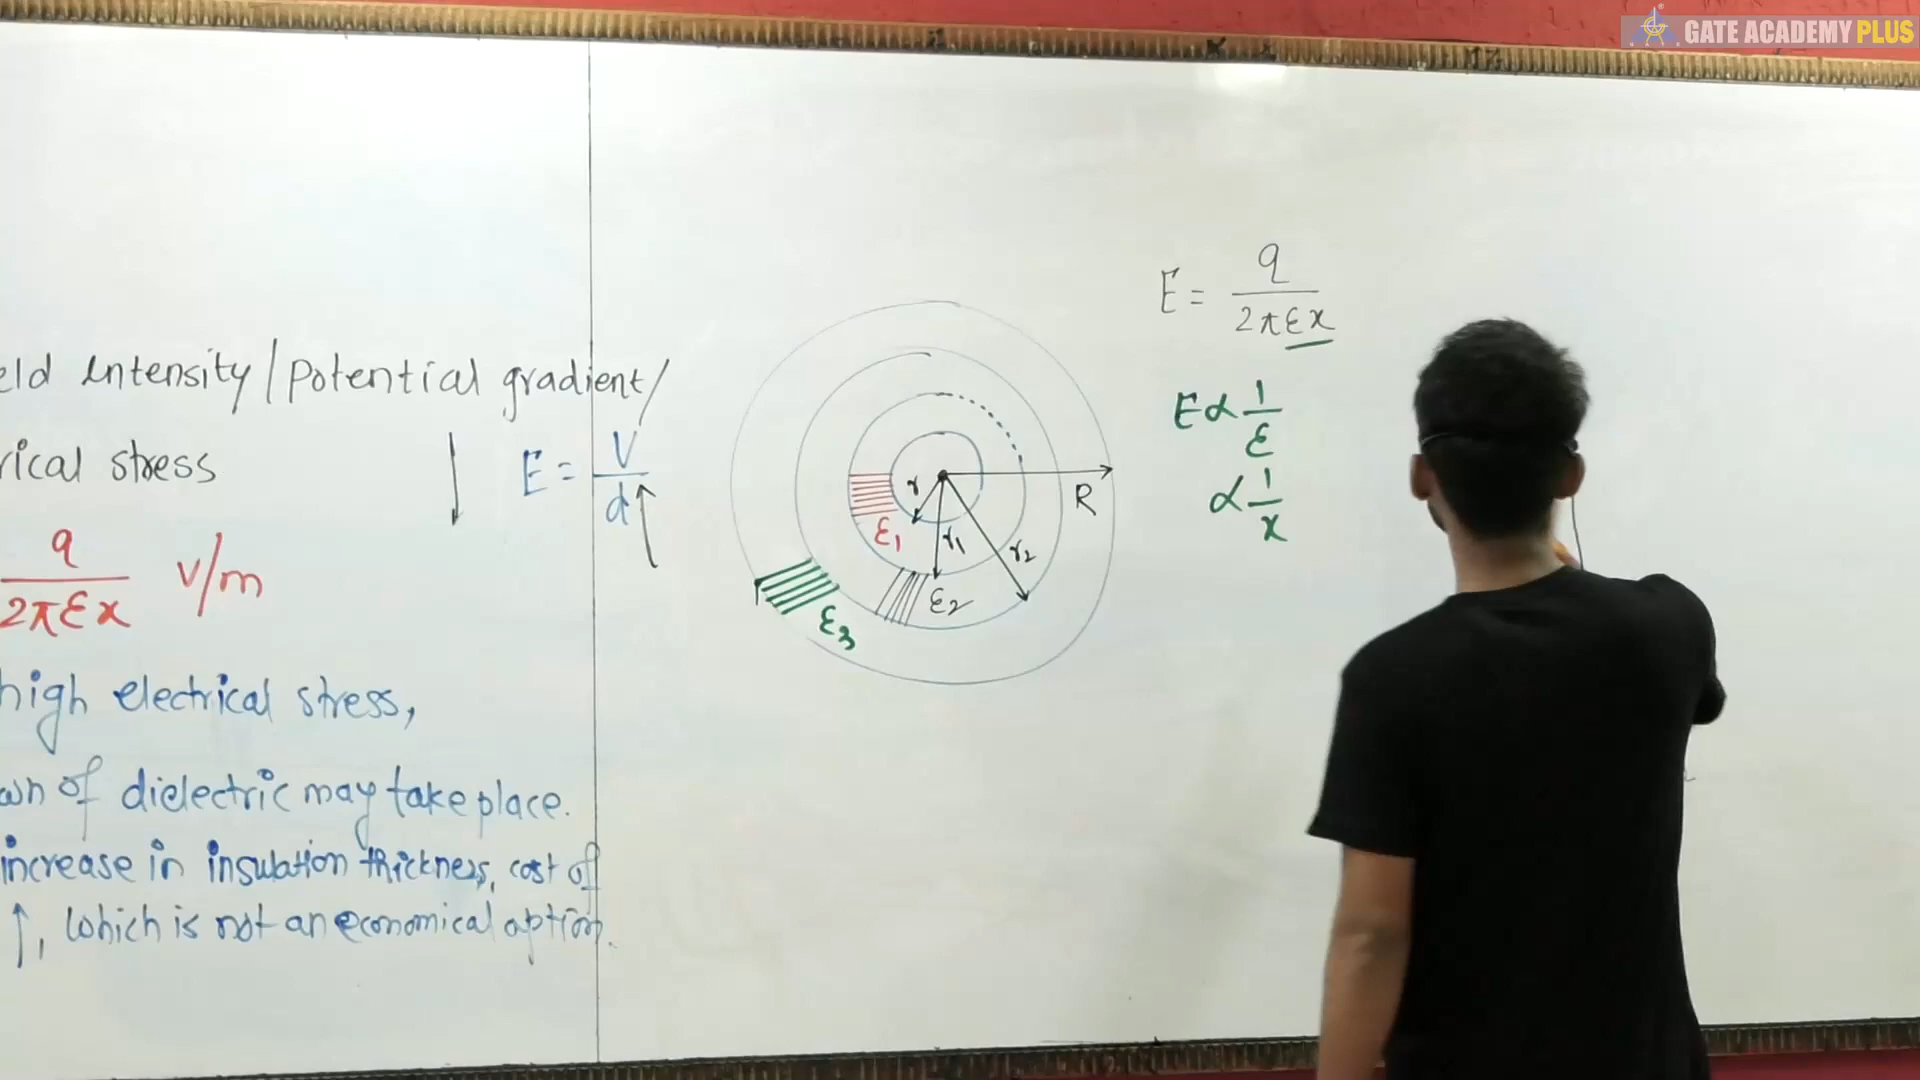 GATE ACADEMY PLUS
eld intensity/potential gradient/
rical stress
E = V/d ↑
q/2πεx v/m
high electrical stress,
wn of dielectric may take place.
increase in insulation thickness, cost of
↑, which is not an economical option.
r
R
ε1
r1
r2
ε2
ε3
E = q/2πεx
E ∝ 1/ε
∝ 1/x